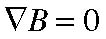 ∇B = 0